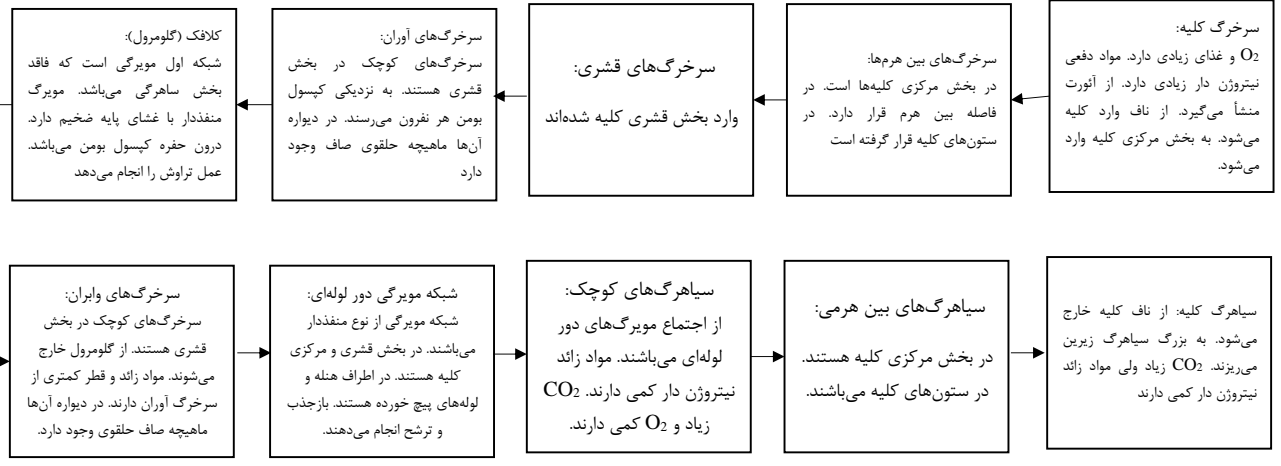 سرخرگ کلیه:
O2 و غذای زیادی دارد. مواد دفعی
نیتروژن دار زیادی دارد. از آئورت
منشأ می‌گیرد. از ناف وارد کلیه
می‌شود. به بخش مرکزی کلیه وارد
می‌شود.
سرخرگ‌های بین هرم‌ها:
در بخش مرکزی کلیه‌ها است. در
فاصله بین هرم قرار دارد. در
ستون‌های کلیه قرار گرفته است
سرخرگ‌های قشری:
وارد بخش قشری کلیه شده‌اند
سرخرگ‌های آوران:
سرخرگ‌های کوچک در بخش
قشری هستند. به نزدیکی کپسول
بومن هر نفرون می‌رسند. در دیواره
آن‌ها ماهیچه حلقوی صاف وجود
دارد
کلافک (گلومرول):
شبکه اول مویرگی است که فاقد
بخش ساهرگی می‌باشد. مویرگ
منفذدار با غشای پایه ضخیم دارد.
درون حفره کپسول بومن می‌باشد.
عمل تراوش را انجام می‌دهد
سرخرگ‌های وابران:
سرخرگ‌های کوچک در بخش
قشری هستند. از گلومرول خارج
می‌شوند. مواد زائد و قطر کمتری از
سرخرگ آوران دارند. در دیواره آن‌ها
ماهیچه صاف حلقوی وجود دارد.
شبکه مویرگی دور لوله‌ای:
شبکه مویرگی از نوع منفذدار
می‌باشند. در بخش قشری و مرکزی
کلیه هستند. در اطراف هنله و
لوله‌های پیچ خورده هستند. بازجذب
و ترشح انجام می‌دهند.
سیاهرگ‌های کوچک:
از اجتماع مویرگ‌های دور
لوله‌ای می‌باشند. مواد زائد
نیتروژن دار کمی دارند. CO2
زیاد و O2 کمی دارند.
سیاهرگ‌های بین هرمی:
در بخش مرکزی کلیه هستند.
در ستون‌های کلیه می‌باشند.
سیاهرگ کلیه: از ناف کلیه خارج
می‌شود. به بزرگ سیاهرگ زیرین
می‌ریزند. CO2 زیاد ولی مواد زائد
نیتروژن دار کمی دارند